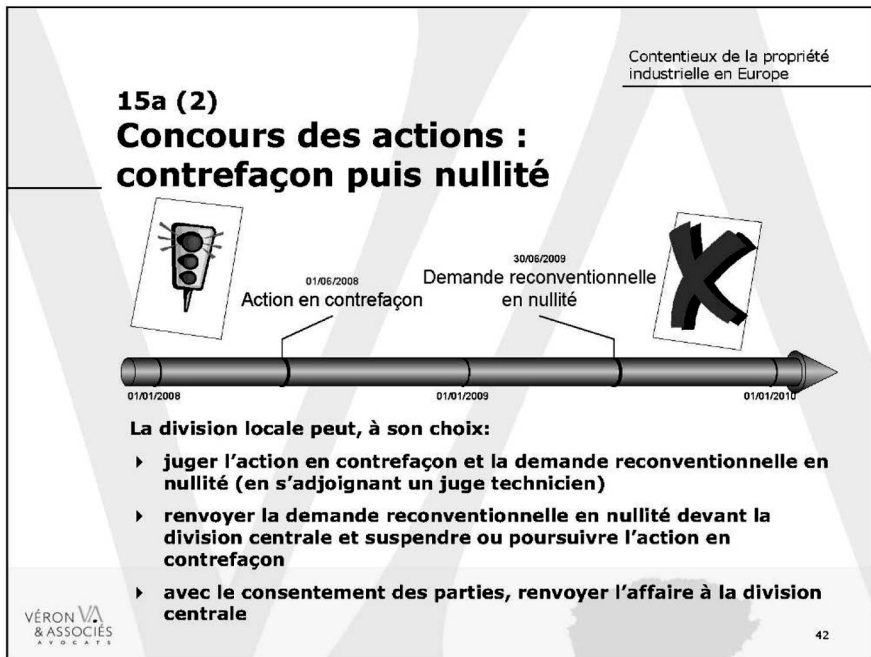 Contentieux de la propriété
industrielle en Europe
15a (2)
Concours des actions :
contrefaçon puis nullité
01/06/2008
Action en contrefaçon
30/06/2009
Demande reconventionnelle
en nullité
01/01/2008
01/01/2009
01/01/2010
La division locale peut, à son choix:
juger l’action en contrefaçon et la demande reconventionnelle en
nullité (en s’adjoignant un juge technicien)
renvoyer la demande reconventionnelle en nullité devant la
division centrale et suspendre ou poursuivre l’action en
contrefaçon
avec le consentement des parties, renvoyer l’affaire à la division
centrale
VÉRON VA
& ASSOCIÉS
AVOCATS
42